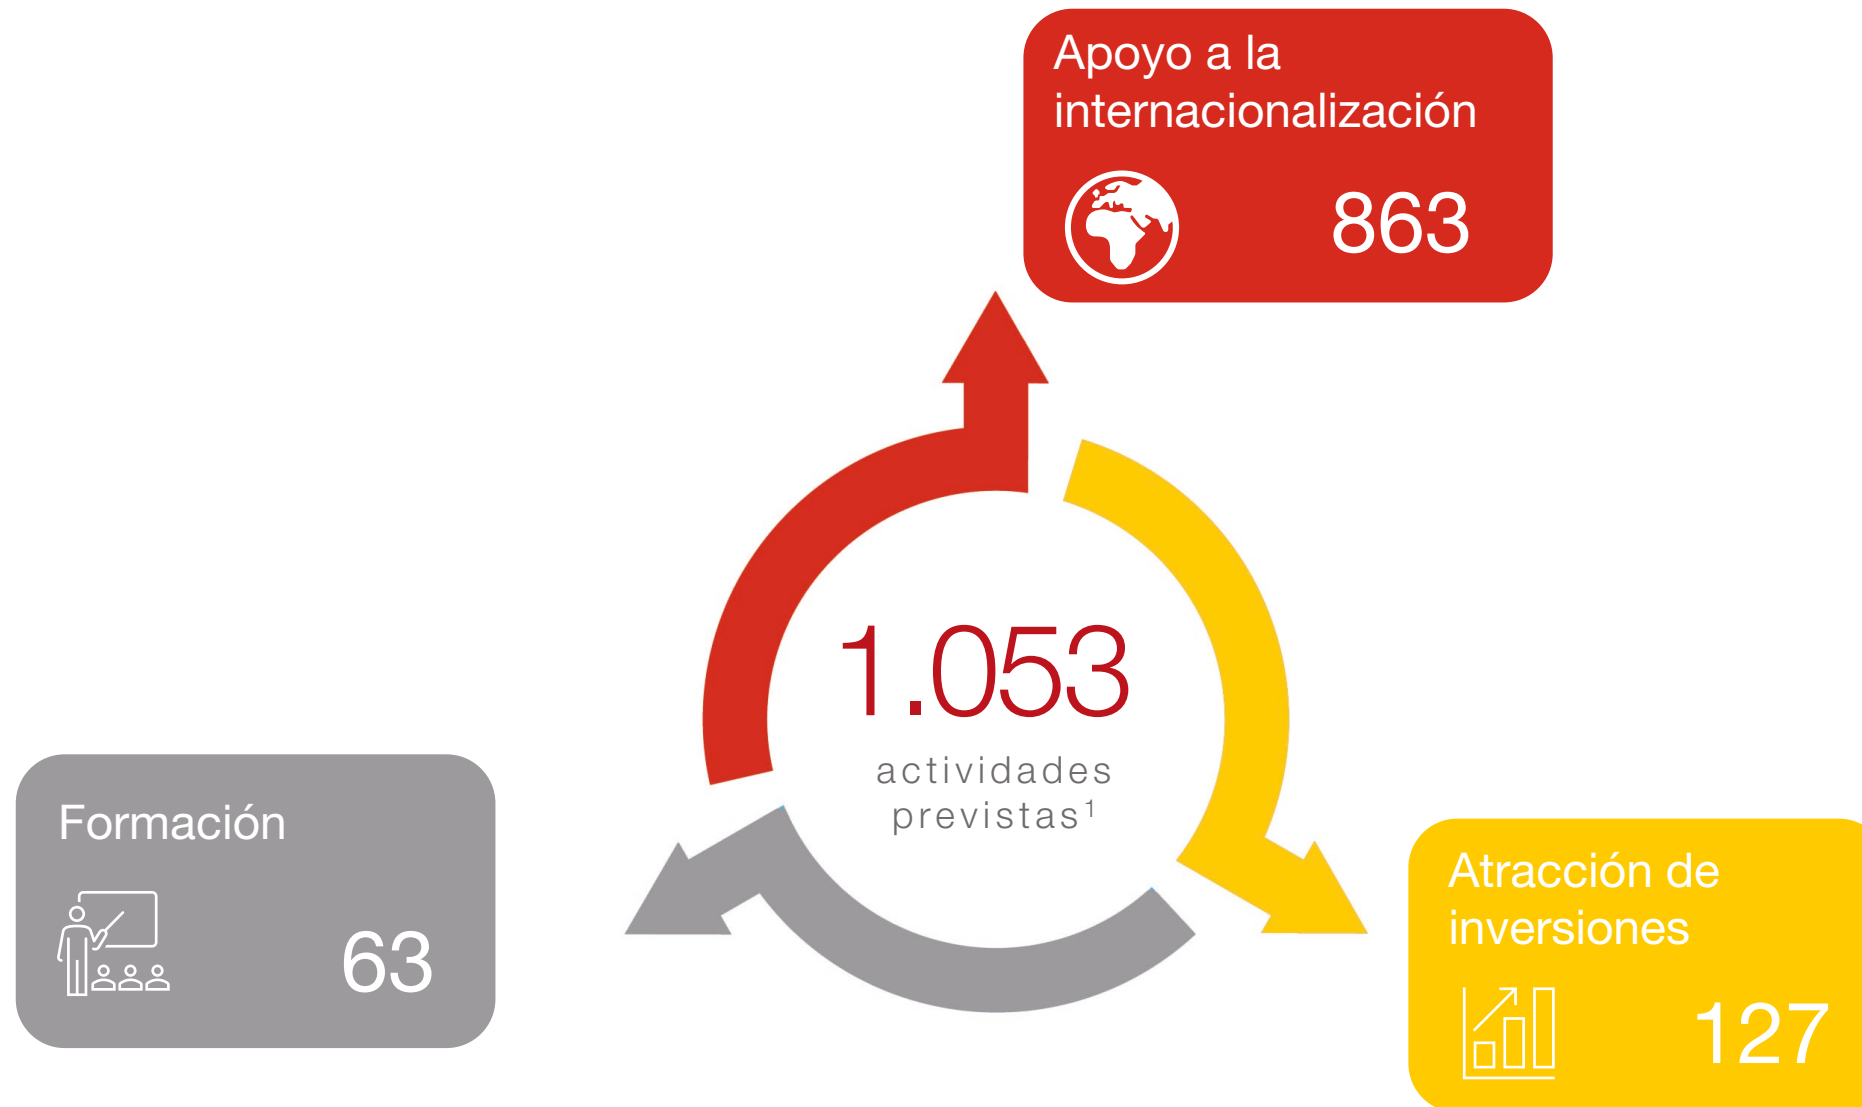 Apoyo a la
internacionalización
863
1.053
actividades
previstas¹
Formación
63
Atracción de
inversiones
127